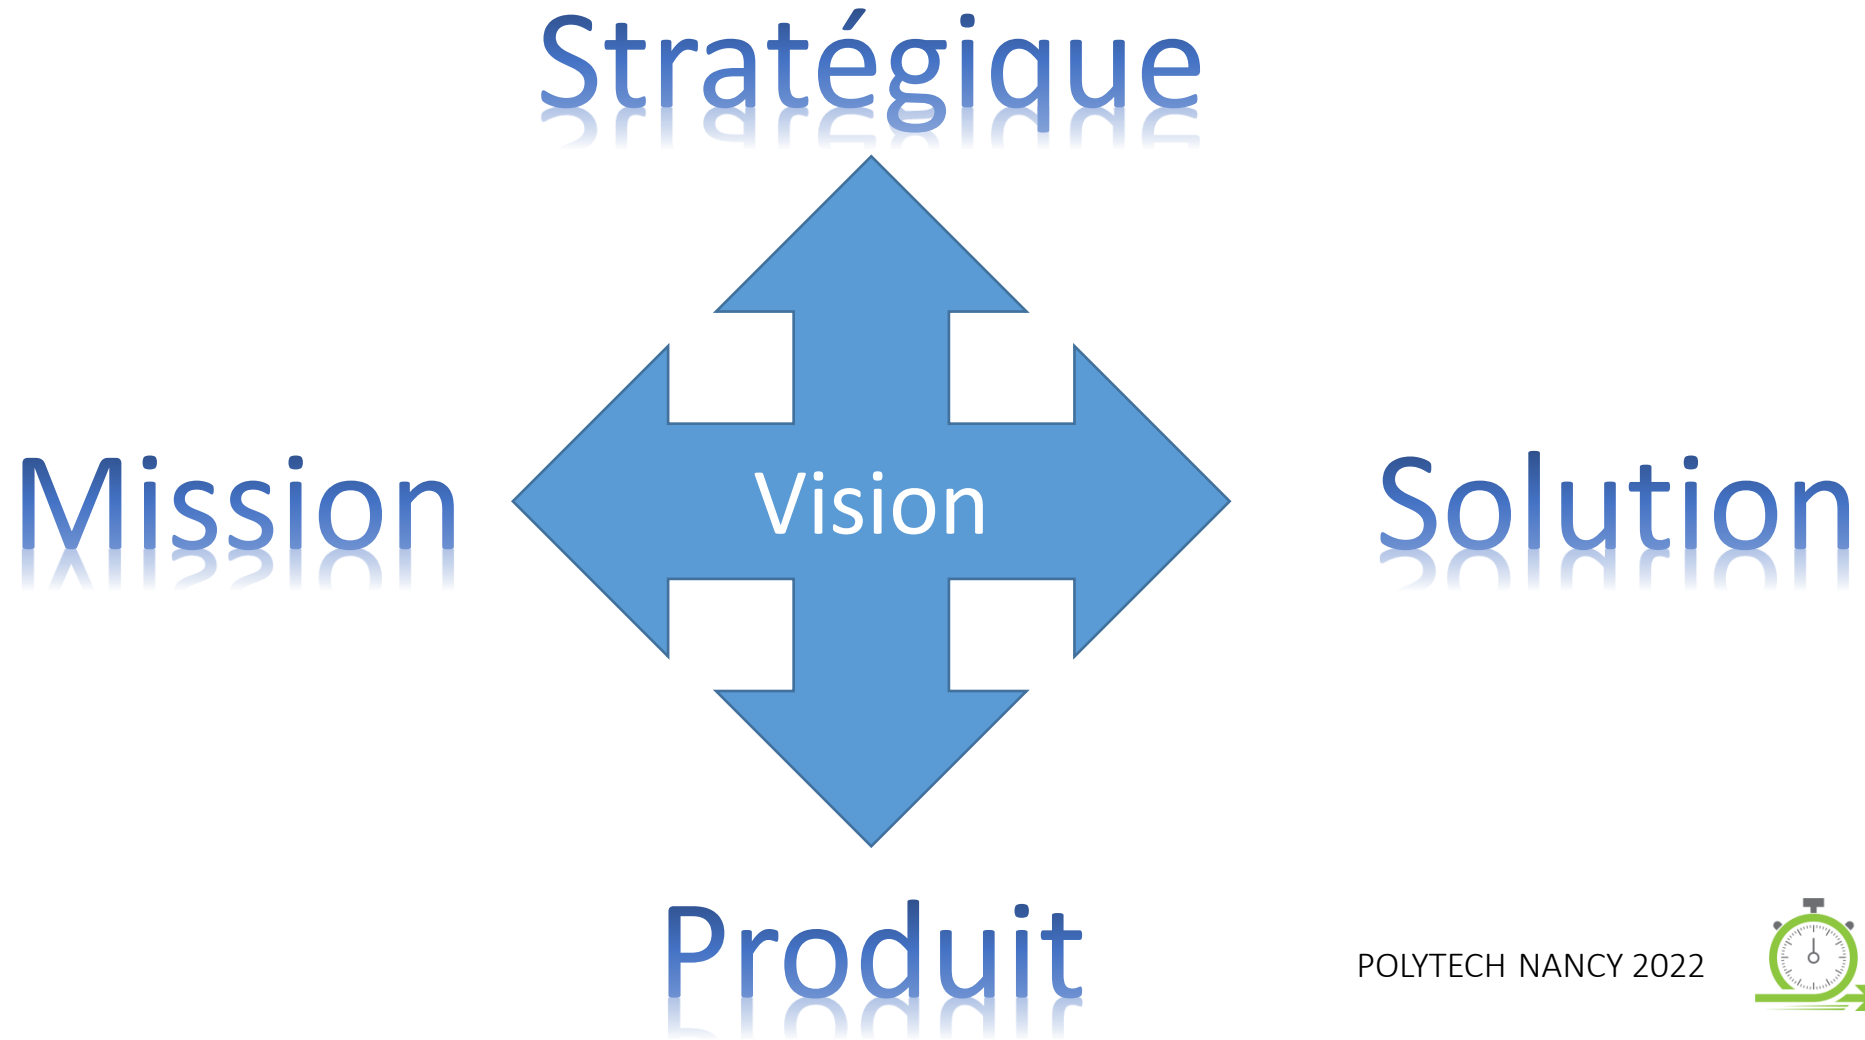 Stratégique
Mission
Vision
Solution
Produit
POLYTECH NANCY 2022